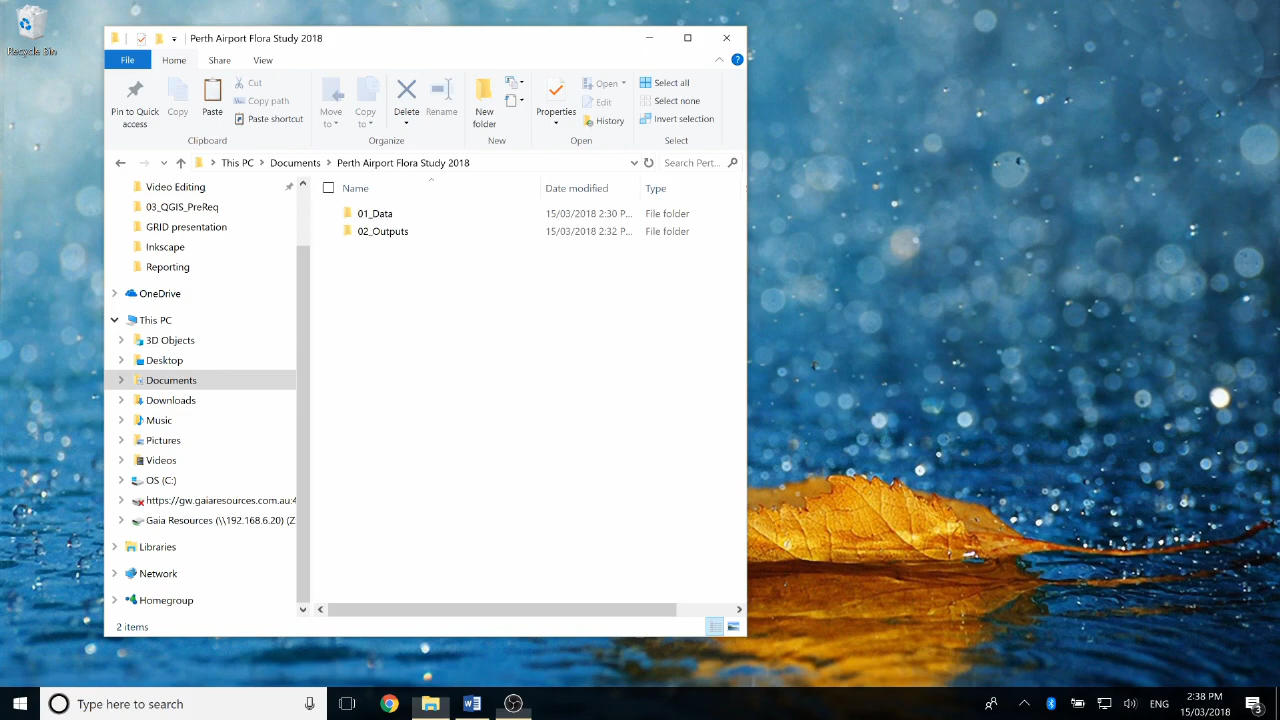 Recycle Bin
Perth Airport Flora Study 2018
File Home Share View
Pin to Quick access
Copy
Paste
Cut
Copy path
Paste shortcut
Clipboard
Move to
Copy to
Delete
Rename
Organize
New folder
New
Properties
Open
Edit
History
Open
Select all
Select none
Invert selection
Select
This PC > Documents > Perth Airport Flora Study 2018
Search Pert...
Name Date modified Type
01_Data 15/03/2018 2:30 P... File folder
02_Outputs 15/03/2018 2:32 P... File folder
Video Editing
03_QGIS_PreReq
GRID presentation
Inkscape
Reporting
OneDrive
This PC
3D Objects
Desktop
Documents
Downloads
Music
Pictures
Videos
OS (C:)
https://gw.gaiaresources.com.au:4
Gaia Resources (\\192.168.6.20) (Z
Libraries
Network
Homegroup
2 items
Type here to search
ENG
2:38 PM
15/03/2018
3